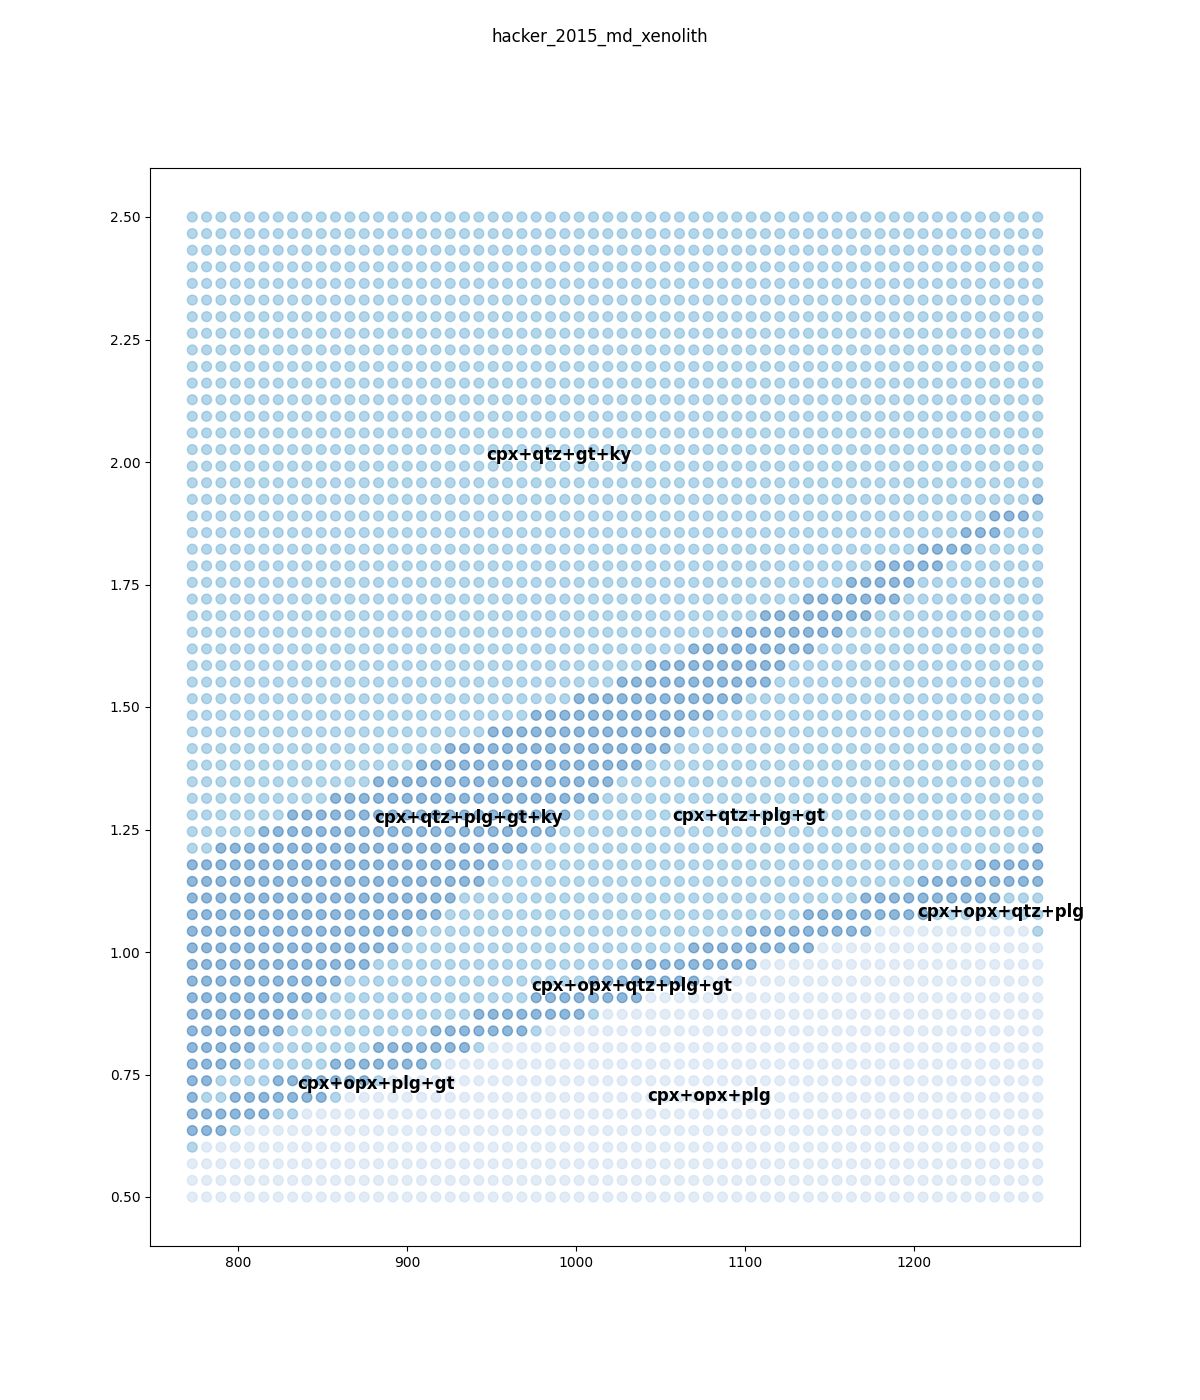 hacker_2015_md_xenolith
2.50
2.25
2.00
1.75
1.50
1.25
1.00
0.75
0.50
cpx+qtz+gt+ky
cpx+qtz+plg+gt+ky
cpx+qtz+plg+gt
cpx+opx+qtz+plg
cpx+opx+qtz+plg+gt
cpx+opx+plg+gt
cpx+opx+plg
800 900 1000 1100 1200